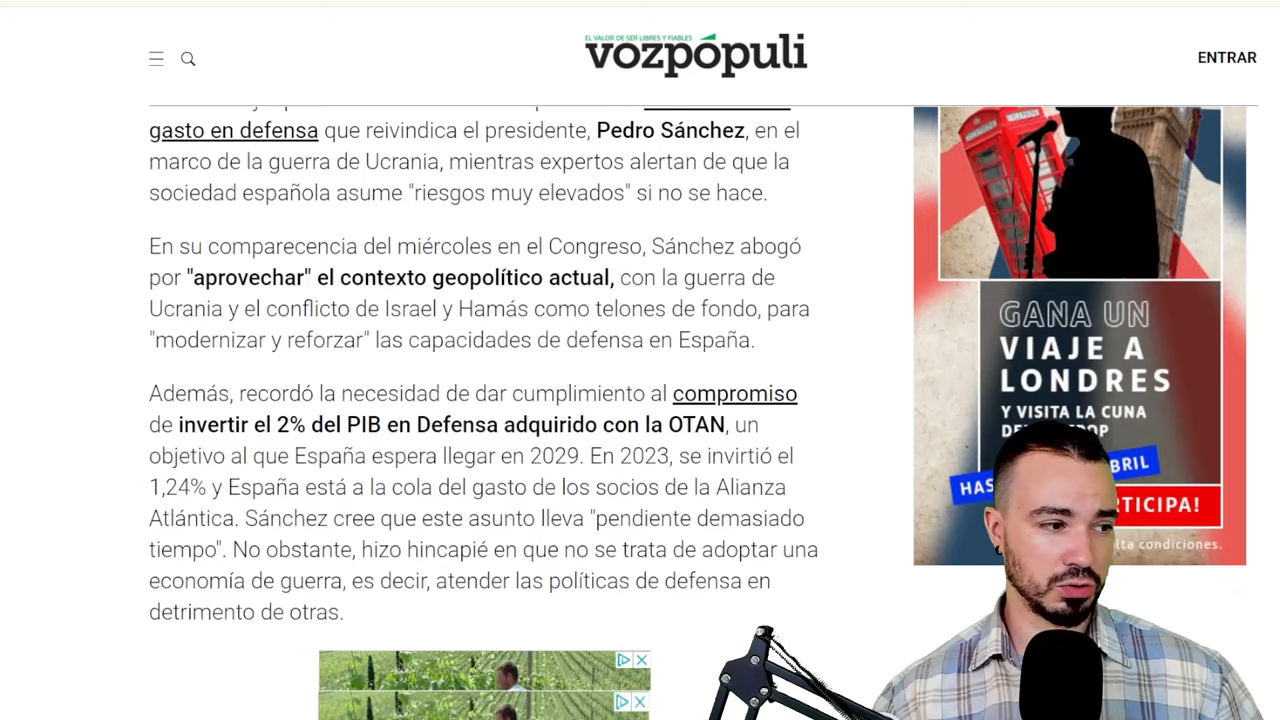 EL VALOR DE SER LIBRES Y FIABLES
vozpópuli
ENTRAR
gasto en defensa que reivindica el presidente, Pedro Sánchez, en el
marco de la guerra de Ucrania, mientras expertos alertan de que la
sociedad española asume "riesgos muy elevados" si no se hace.
En su comparecencia del miércoles en el Congreso, Sánchez abogó
por "aprovechar" el contexto geopolítico actual, con la guerra de
Ucrania y el conflicto de Israel y Hamás como telones de fondo, para
"modernizar y reforzar" las capacidades de defensa en España.
Además, recordó la necesidad de dar cumplimiento al compromiso
de invertir el 2% del PIB en Defensa adquirido con la OTAN, un
objetivo al que España espera llegar en 2029. En 2023, se invirtió el
1,24% y España está a la cola del gasto de los socios de la Alianza
Atlántica. Sánchez cree que este asunto lleva "pendiente demasiado
tiempo". No obstante, hizo hincapié en que no se trata de adoptar una
economía de guerra, es decir, atender las políticas de defensa en
detrimento de otras.
GANA UN
VIAJE A
LONDRES
Y VISITA LA CUNA
condiciones.